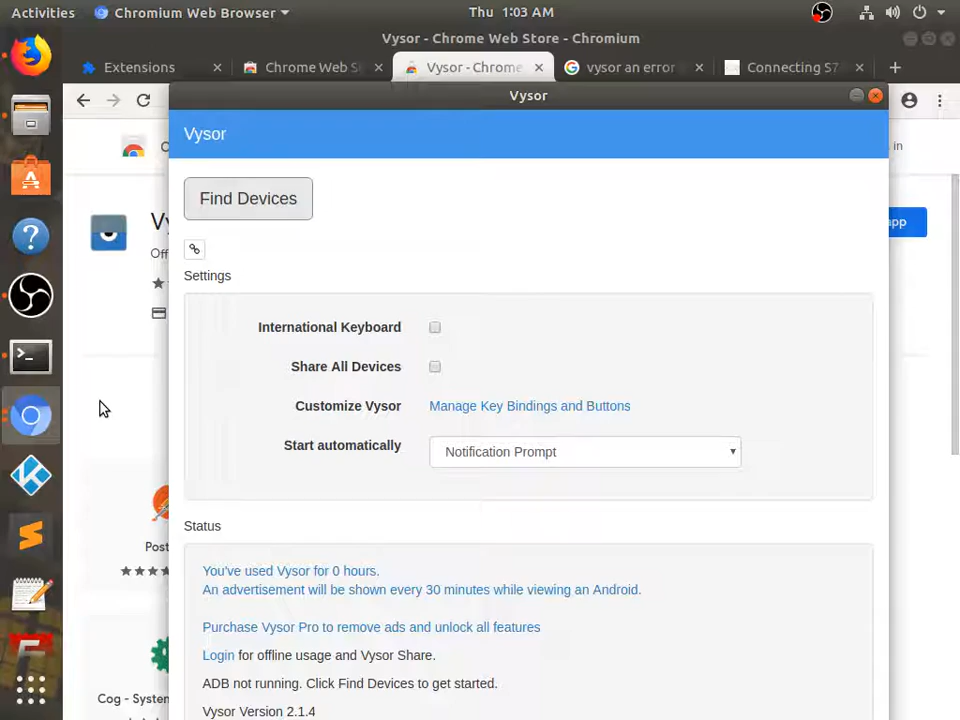 Activities Chromium Web Browser Thu 1:03 AM
Vysor - Chrome Web Store - Chromium
Extensions Chrome Web S Vysor - Chrome vysor an error Connecting S7
Vysor
in
Vysor
Find Devices
Vy
app
Off
Settings
International Keyboard
Share All Devices
Customize Vysor Manage Key Bindings and Buttons
Start automatically Notification Prompt
Status
Post
You've used Vysor for 0 hours.
An advertisement will be shown every 30 minutes while viewing an Android.
Purchase Vysor Pro to remove ads and unlock all features
Login for offline usage and Vysor Share.
ADB not running. Click Find Devices to get started.
Cog - System
Vysor Version 2.1.4